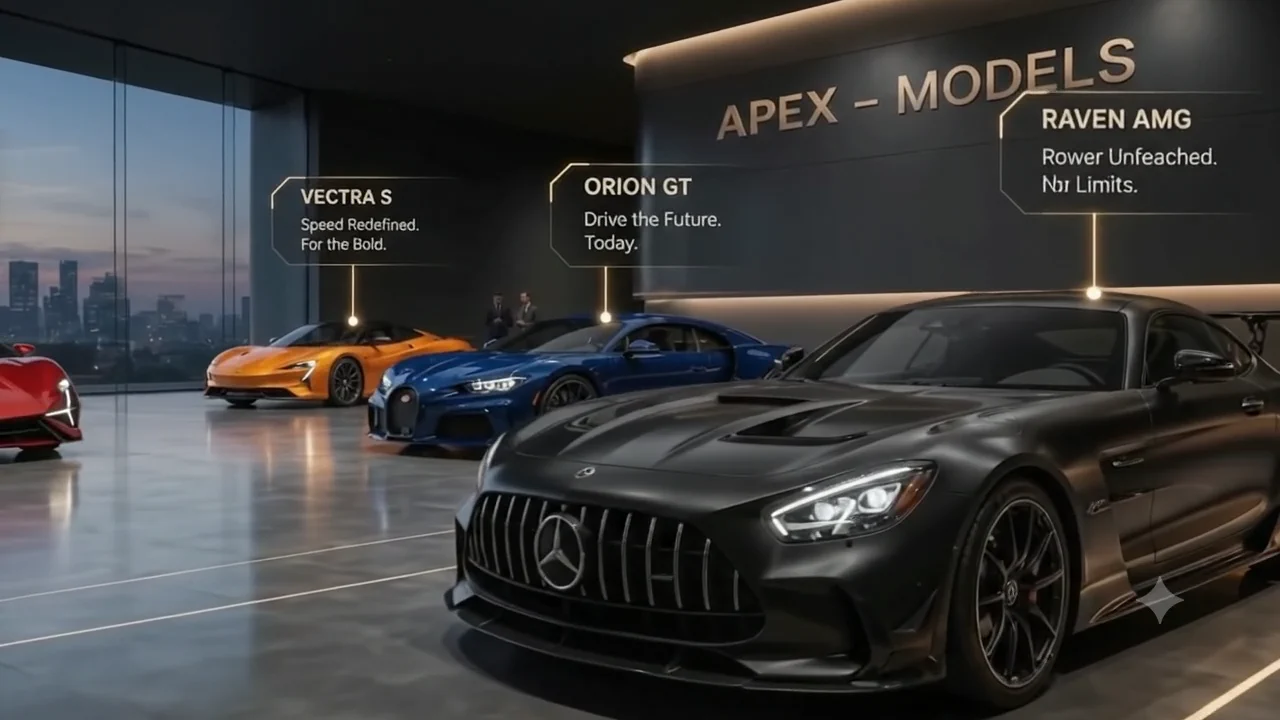 APEX – MODELS
VECTRA S
Speed Redefined.
For the Bold.
ORION GT
Drive the Future.
Today.
RAVEN AMG
Rower Unfeached.
Limits.